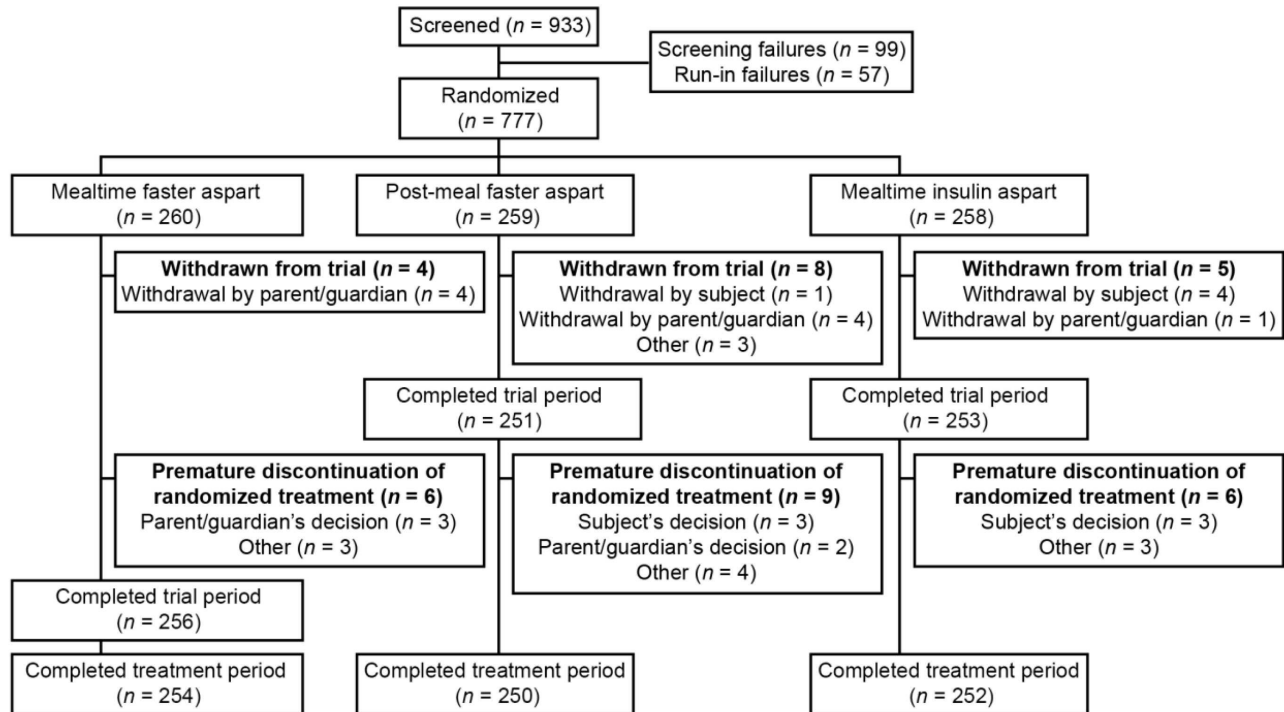 Screened (n = 933)
Screening failures (n = 99)
Run-in failures (n = 57)
Randomized
(n = 777)
Mealtime faster aspart
(n = 260)
Post-meal faster aspart
(n = 259)
Mealtime insulin aspart
(n = 258)
Withdrawn from trial (n = 4)
Withdrawal by parent/guardian (n = 4)
Withdrawn from trial (n = 8)
Withdrawal by subject (n = 1)
Withdrawal by parent/guardian (n = 4)
Other (n = 3)
Withdrawn from trial (n = 5)
Withdrawal by subject (n = 4)
Withdrawal by parent/guardian (n = 1)
Completed trial period
(n = 251)
Completed trial period
(n = 253)
Premature discontinuation of
randomized treatment (n = 6)
Parent/guardian's decision (n = 3)
Other (n = 3)
Premature discontinuation of
randomized treatment (n = 9)
Subject's decision (n = 3)
Parent/guardian's decision (n = 2)
Other (n = 4)
Premature discontinuation of
randomized treatment (n = 6)
Subject's decision (n = 3)
Other (n = 3)
Completed trial period
(n = 256)
Completed treatment period
(n = 254)
Completed treatment period
(n = 250)
Completed treatment period
(n = 252)